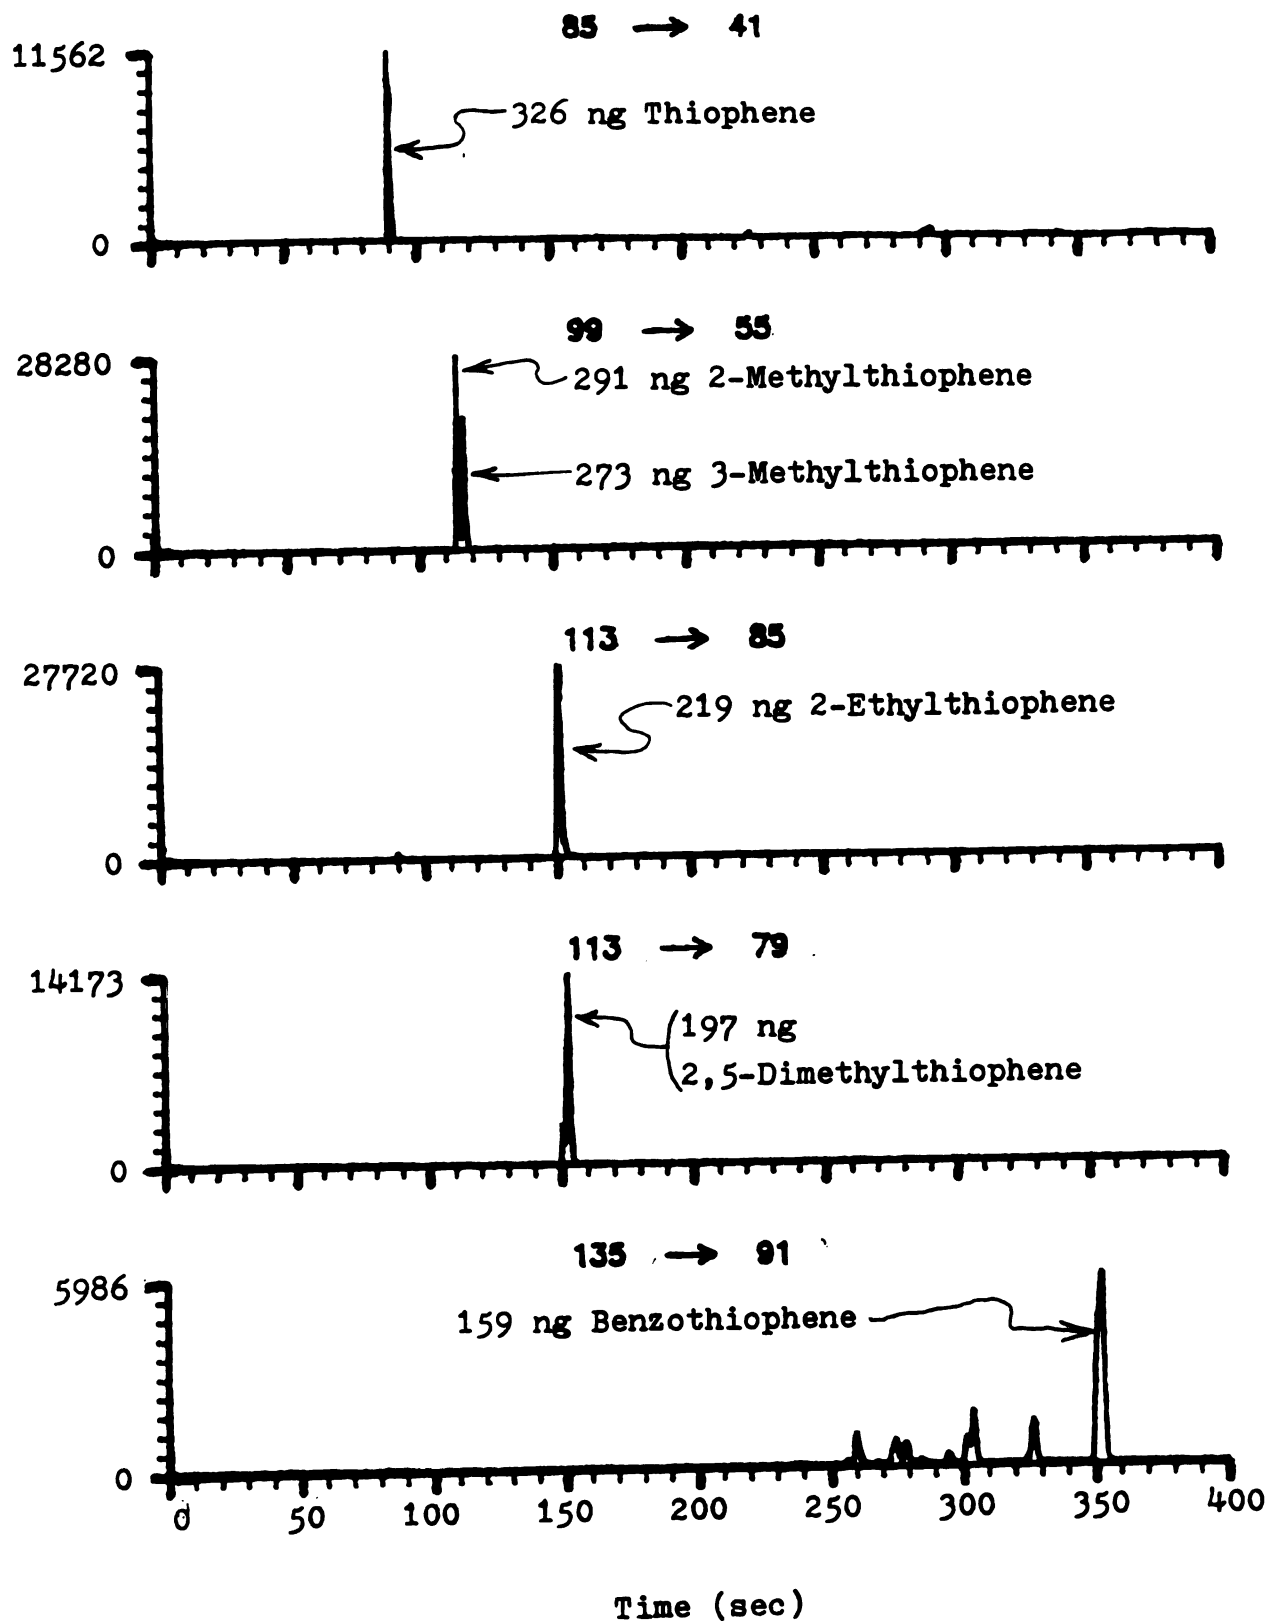 85 → 41
11562
326 ng Thiophene
0
99 → 55
28280
291 ng 2-Methylthiophene
273 ng 3-Methylthiophene
0
113 → 85
27720
219 ng 2-Ethylthiophene
0
113 → 79
14173
197 ng
2,5-Dimethylthiophene
0
135 → 91
5986
159 ng Benzothiophene
0
0 50 100 150 200 250 300 350 400
Time (sec)